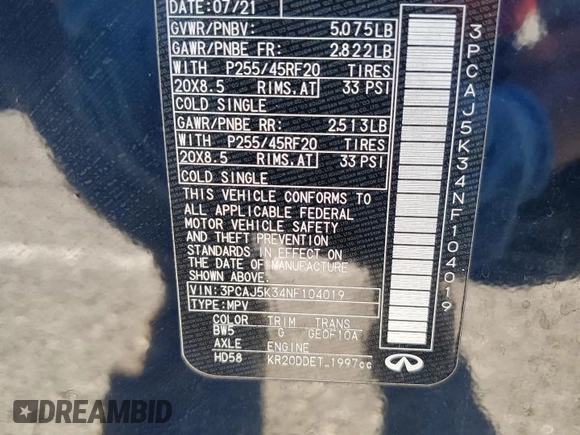 DATE: 07/21
GVWR/PNBV: 5.075LB
GAWR/PNBE FR: 2.822LB
WITH P255/45RF20 TIRES
20X8.5 RIMS.AT 33 PSI
COLD SINGLE
GAWR/PNBE RR: 2.513LB
WITH P255/45RF20 TIRES
20X8.5 RIMS.AT 33 PSI
COLD SINGLE
THIS VEHICLE CONFORMS TO
ALL APPLICABLE FEDERAL
MOTOR VEHICLE SAFETY
AND THEFT PREVENTION
STANDARDS IN EFFECT ON
THE DATE OF MANUFACTURE
SHOWN ABOVE.
VIN: 3PCAJ5K34NF104019
TYPE: MPV
COLOR TRIM TRANS
BW5 G GE0F10A
AXLE ENGINE
HD58 KR20DDET 1997cc
3PCAJ5K34NF104019
INFINITI
DREAMBID
.com